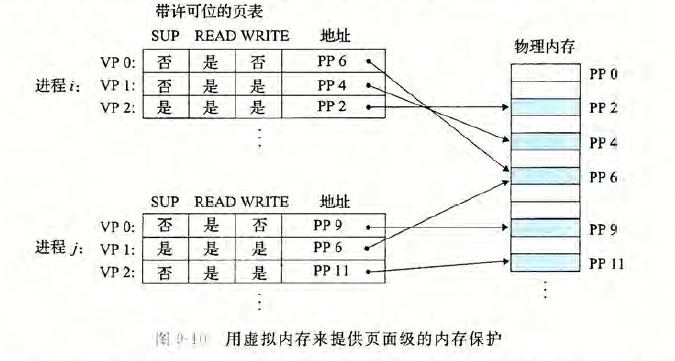 带许可位的页表
SUP READ WRITE 地址
VP 0: 否 是 否 PP 6
进程 i: VP 1: 否 是 是 PP 4
VP 2: 是 是 是 PP 2
⋮
SUP READ WRITE 地址
VP 0: 否 是 否 PP 9
进程 j: VP 1: 是 是 是 PP 6
VP 2: 否 是 是 PP 11
⋮
物理内存
PP 0
PP 2
PP 4
PP 6
PP 9
PP 11
⋮
图 9-10 用虚拟内存来提供页面级的内存保护